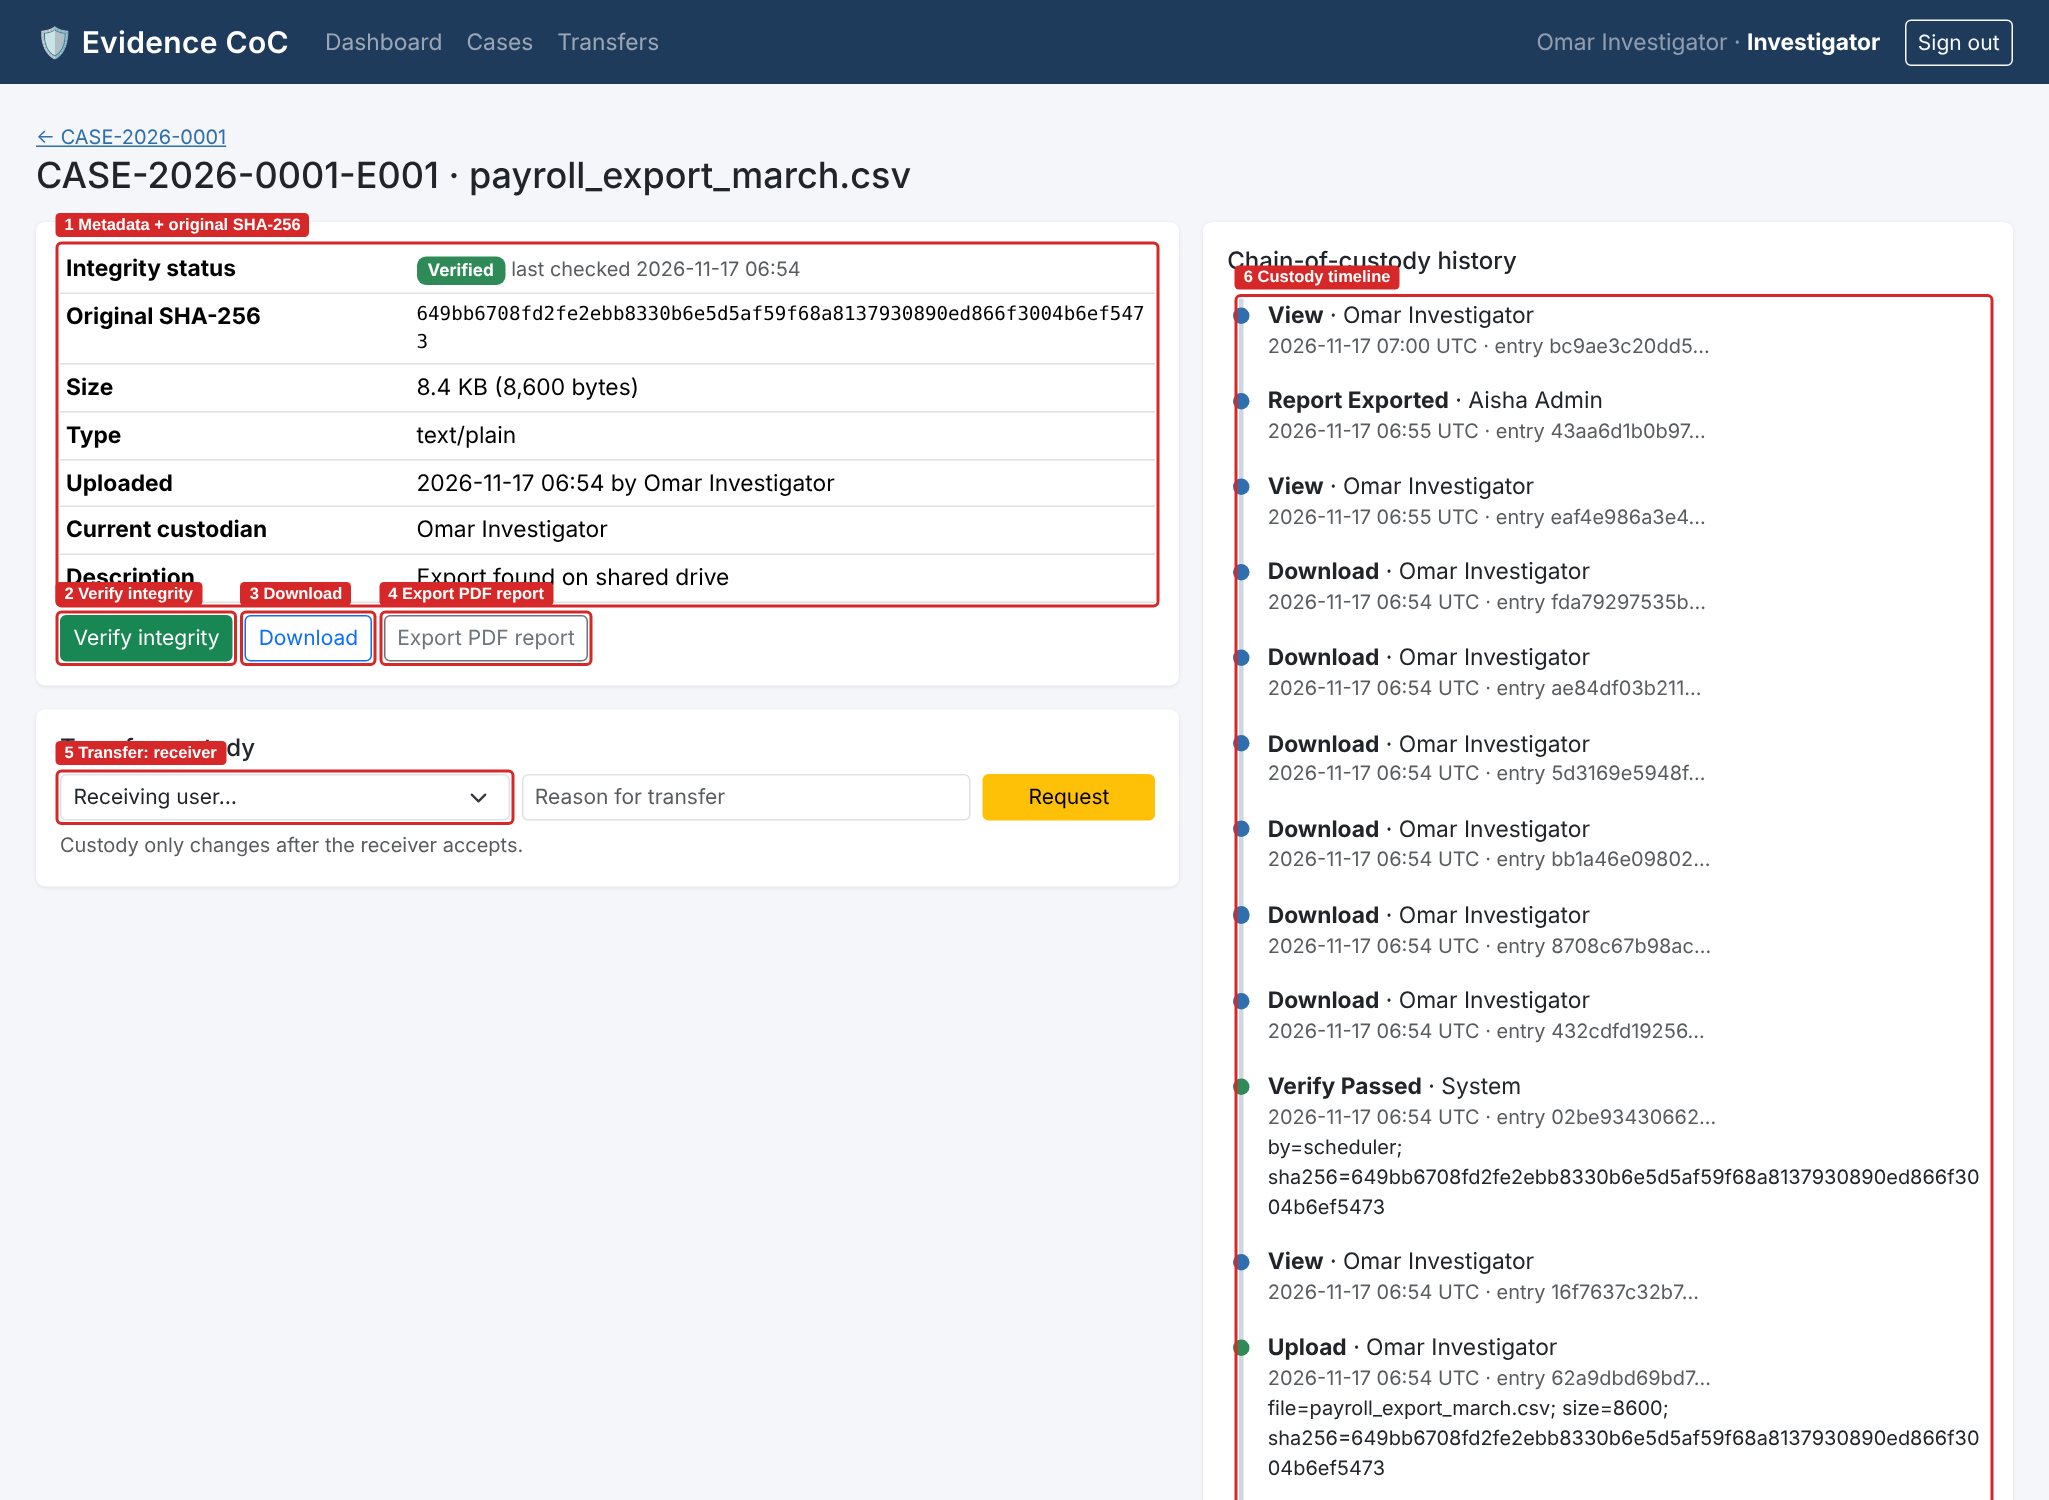 Evidence CoC
Dashboard
Cases
Transfers
Omar Investigator · Investigator
Sign out
← CASE-2026-0001
CASE-2026-0001-E001 · payroll_export_march.csv
1 Metadata + original SHA-256
Integrity status
Verified last checked 2026-11-17 06:54
Original SHA-256
649bb6708fd2fe2ebb8330b6e5d5af59f68a8137930890ed866f3004b6ef547
3
Size
8.4 KB (8,600 bytes)
Type
text/plain
Uploaded
2026-11-17 06:54 by Omar Investigator
Current custodian
Omar Investigator
Description
Export found on shared drive
2 Verify integrity
3 Download
4 Export PDF report
Verify integrity
Download
Export PDF report
5 Transfer: receiver
Receiving user...
Reason for transfer
Request
Custody only changes after the receiver accepts.
Chain-of-custody history
6 Custody timeline
View · Omar Investigator
2026-11-17 07:00 UTC · entry bc9ae3c20dd5...
Report Exported · Aisha Admin
2026-11-17 06:55 UTC · entry 43aa6d1b0b97...
View · Omar Investigator
2026-11-17 06:55 UTC · entry eaf4e986a3e4...
Download · Omar Investigator
2026-11-17 06:54 UTC · entry fda79297535b...
Download · Omar Investigator
2026-11-17 06:54 UTC · entry ae84df03b211...
Download · Omar Investigator
2026-11-17 06:54 UTC · entry 5d3169e5948f...
Download · Omar Investigator
2026-11-17 06:54 UTC · entry bb1a46e09802...
Download · Omar Investigator
2026-11-17 06:54 UTC · entry 8708c67b98ac...
Download · Omar Investigator
2026-11-17 06:54 UTC · entry 432cdfd19256...
Verify Passed · System
2026-11-17 06:54 UTC · entry 02be93430662...
by=scheduler;
sha256=649bb6708fd2fe2ebb8330b6e5d5af59f68a8137930890ed866f30
04b6ef5473
View · Omar Investigator
2026-11-17 06:54 UTC · entry 16f7637c32b7...
Upload · Omar Investigator
2026-11-17 06:54 UTC · entry 62a9dbd69bd7...
file=payroll_export_march.csv; size=8600;
sha256=649bb6708fd2fe2ebb8330b6e5d5af59f68a8137930890ed866f30
04b6ef5473